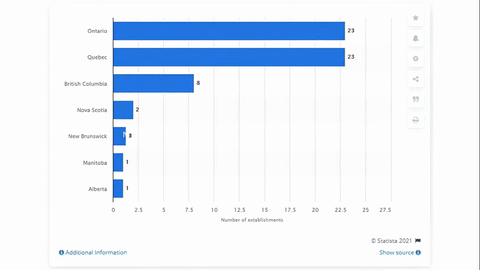 Ontario 23
Quebec 23
British Columbia 8
Nova Scotia 2
New Brunswick
Manitoba 1
Alberta 1
0 2.5 5 7.5 10 12.5 15 17.5 20 22.5 25 27.5
Number of establishments
© Statista 2021
Additional Information Show source